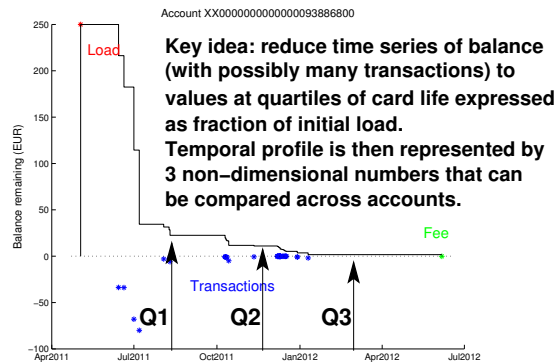 Account XX0000000000000093886800
Load
Key idea: reduce time series of balance
(with possibly many transactions) to
values at quartiles of card life expressed
as fraction of initial load.
Temporal profile is then represented by
3 non−dimensional numbers that can
be compared across accounts.
Balance remaining (EUR)
250
200
150
100
50
0
−50
−100
Fee
Transactions
Q1
Q2
Q3
Apr2011
Jul2011
Oct2011
Jan2012
Apr2012
Jul2012